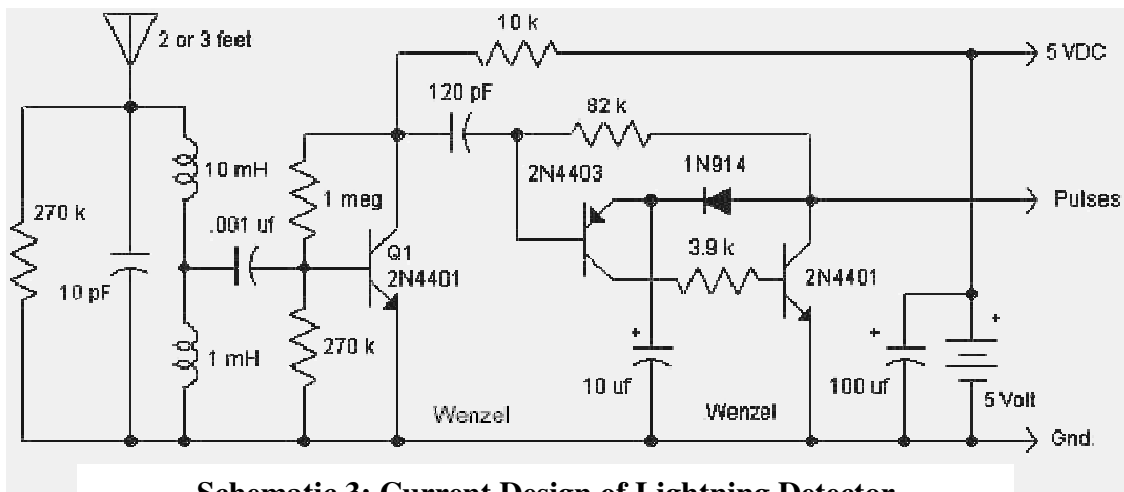 2 or 3 feet
10 k
5 VDC
120 pF
82 k
2N4403
1N914
10 mH
1 meg
270 k
.001 uf
Pulses
3.9 k
Q1
2N4401
2N4401
10 pF
1 mH
270 k
+
+
+
10 uf
100 uf
5 Volt
Wenzel
Wenzel
Gnd.
Schematic 3: Current Design of Lightning Detector